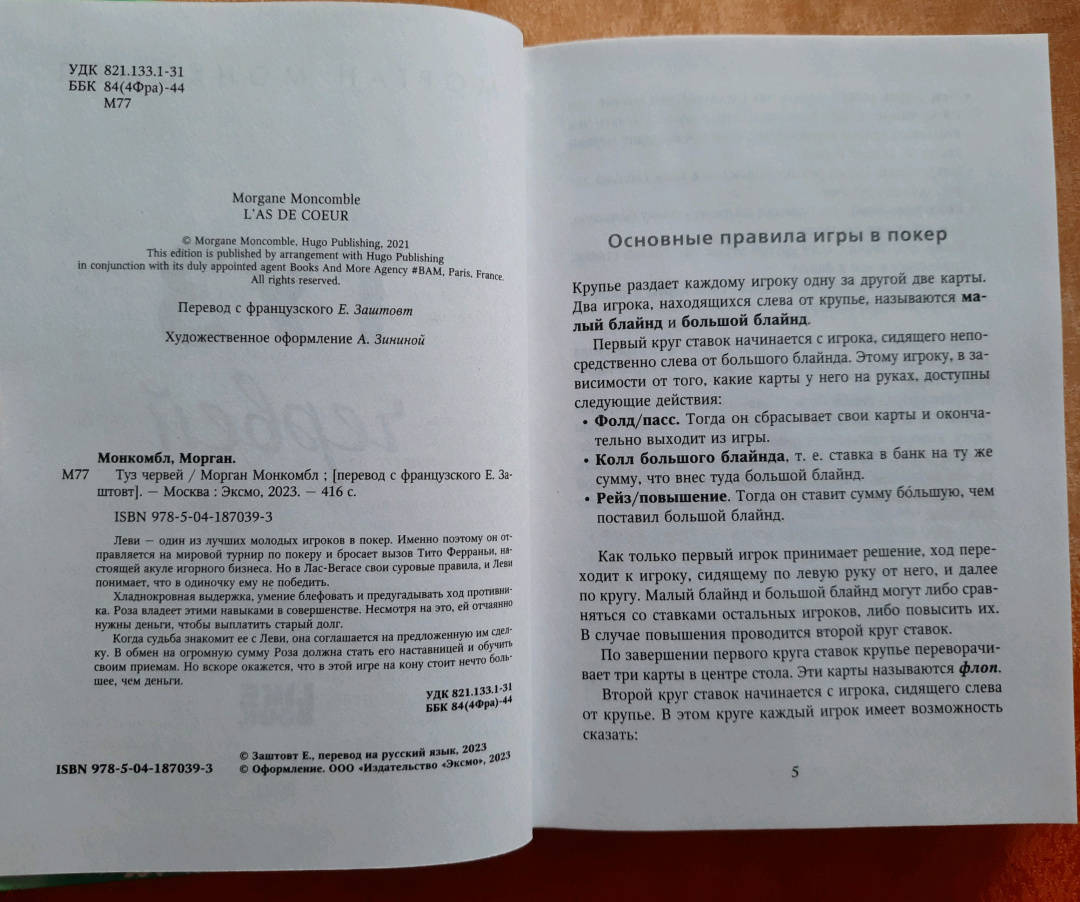 УДК 821.133.1-31
ББК 84(4Фра)-44
М77
Morgane Moncomble
L'AS DE COEUR
© Morgane Moncomble, Hugo Publishing, 2021
This edition is published by arrangement with Hugo Publishing
in conjunction with its duly appointed agent Books And More Agency #BAM, Paris, France.
All rights reserved.
Перевод с французского Е. Заштовт
Художественное оформление А. Зининой
Монкомбл, Морган.
М77 Туз червей / Морган Монкомбл ; [перевод с французского Е. За-
штовт]. — Москва : Эксмо, 2023. — 416 с.
ISBN 978-5-04-187039-3
Леви — один из лучших молодых игроков в покер. Именно поэтому он от-
правляется на мировой турнир по покеру и бросает вызов Тито Ферраньи, на-
стоящей акуле игорного бизнеса. Но в Лас-Вегасе свои суровые правила, и Леви
понимает, что в одиночку ему не победить.
Хладнокровная выдержка, умение блефовать и предугадывать ход противни-
ка. Роза владеет этими навыками в совершенстве. Несмотря на это, ей отчаянно
нужны деньги, чтобы выплатить старый долг.
Когда судьба знакомит ее с Леви, она соглашается на предложенную им сдел-
ку. В обмен на огромную сумму Роза должна стать его наставницей и обучить
своим приемам. Но вскоре окажется, что в этой игре на кону стоит нечто боль-
шее, чем деньги.
УДК 821.133.1-31
ББК 84(4Фра)-44
© Заштовт Е., перевод на русский язык, 2023
ISBN 978-5-04-187039-3 © Оформление. ООО «Издательство «Эксмо», 2023
Основные правила игры в покер
Крупье раздает каждому игроку одну за другой две карты.
Два игрока, находящихся слева от крупье, называются ма-
лый блайнд и большой блайнд.
Первый круг ставок начинается с игрока, сидящего непо-
средственно слева от большого блайнда. Этому игроку, в за-
висимости от того, какие карты у него на руках, доступны
следующие действия:
• Фолд/пасс. Тогда он сбрасывает свои карты и оконча-
тельно выходит из игры.
• Колл большого блайнда, т. е. ставка в банк на ту же
сумму, что внес туда большой блайнд.
• Рейз/повышение. Тогда он ставит сумму бо́льшую, чем
поставил большой блайнд.
Как только первый игрок принимает решение, ход пере-
ходит к игроку, сидящему по левую руку от него, и далее
по кругу. Малый блайнд и большой блайнд могут либо срав-
няться со ставками остальных игроков, либо повысить их.
В случае повышения проводится второй круг ставок.
По завершении первого круга ставок крупье переворачи-
вает три карты в центре стола. Эти карты называются флоп.
Второй круг ставок начинается с игрока, сидящего слева
от крупье. В этом круге каждый игрок имеет возможность
сказать:
5